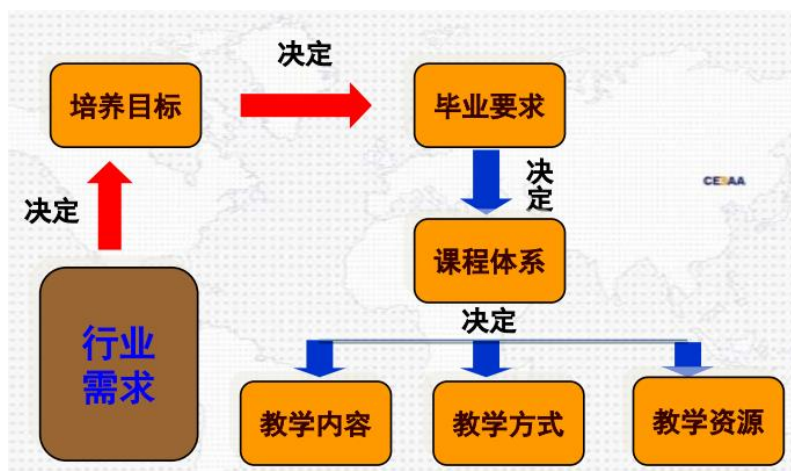 决定
培养目标
毕业要求
决定
决
定
CEEAA
课程体系
行业
需求
决定
教学内容
教学方式
教学资源